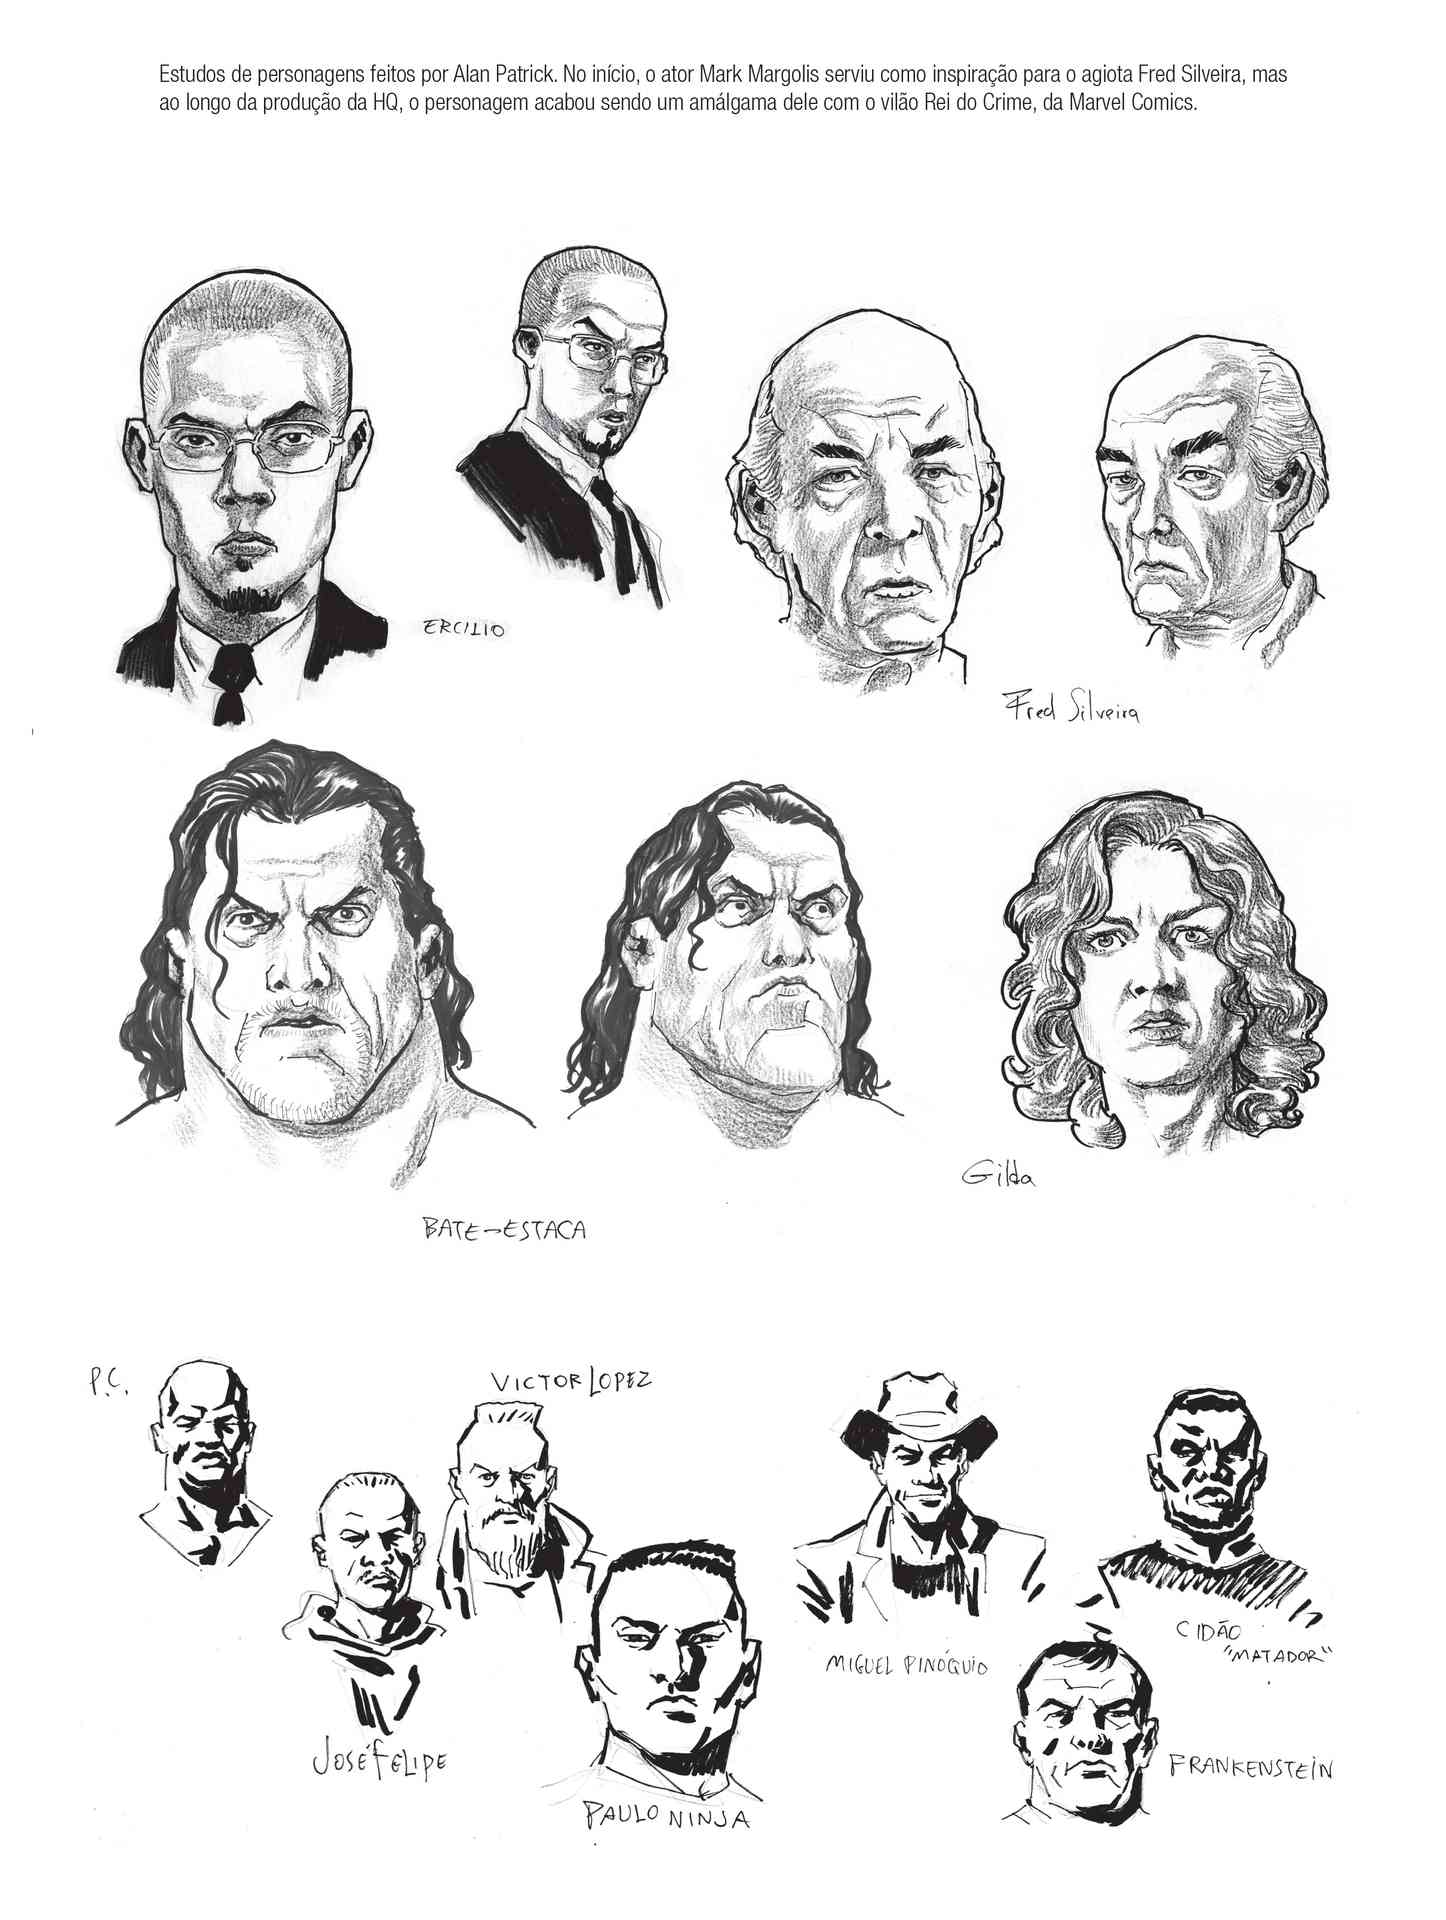 Estudos de personagens feitos por Alan Patrick. No início, o ator Mark Margolis serviu como inspiração para o agiota Fred Silveira, mas
ao longo da produção da HQ, o personagem acabou sendo um amálgama dele com o vilão Rei do Crime, da Marvel Comics.
ERCILIO
Fred Silveira
Gilda
BATE-ESTACA
P.C.
VICTOR LOPEZ
CIDÃO
"MATADOR"
MIGUEL PINÓQUIO
JOSÉ FELIPE
FRANKENSTEIN
PAULO NINJA